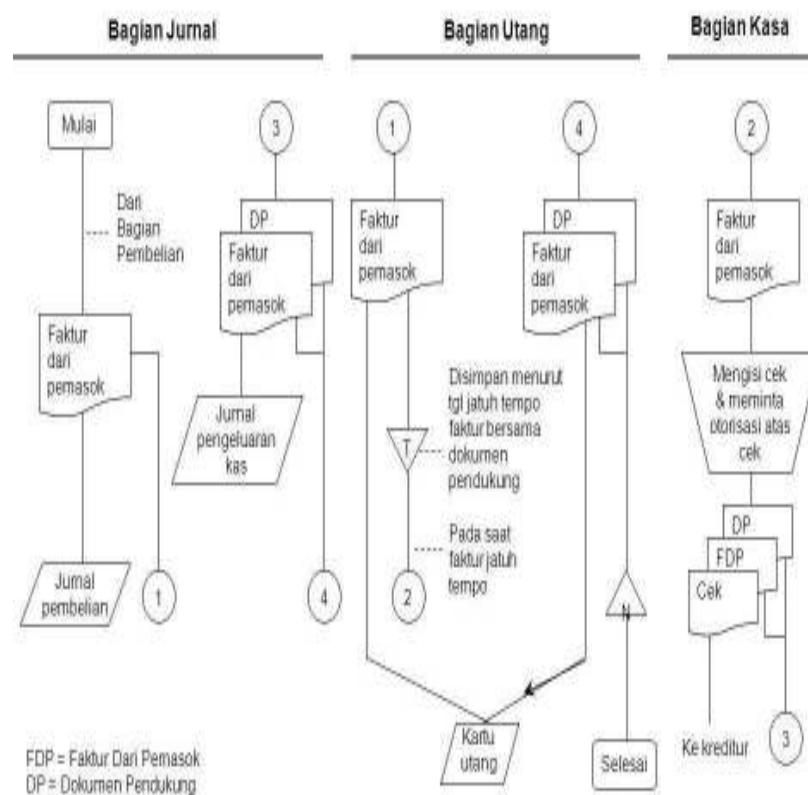 Bagian Jurnal
Bagian Utang
Bagian Kasa
Mulai
Dari
Bagian
Pembelian
Faktur
dari
pemasok
Jurnal
pembelian
1
3
DP
Faktur
dari
pemasok
Jurnal
pengeluaran
kas
4
1
Faktur
dari
pemasok
T
Disimpan menurut
tgl jatuh tempo
faktur bersama
dokumen
pendukung
Pada saat
faktur jatuh
tempo
2
Kartu
utang
4
DP
Faktur
dari
pemasok
N
Selesai
2
Faktur
dari
pemasok
Mengisi cek
& meminta
otorisasi atas
cek
DP
FDP
Cek
Ke kreditur
3
FDP = Faktur Dari Pemasok
DP = Dokumen Pendukung